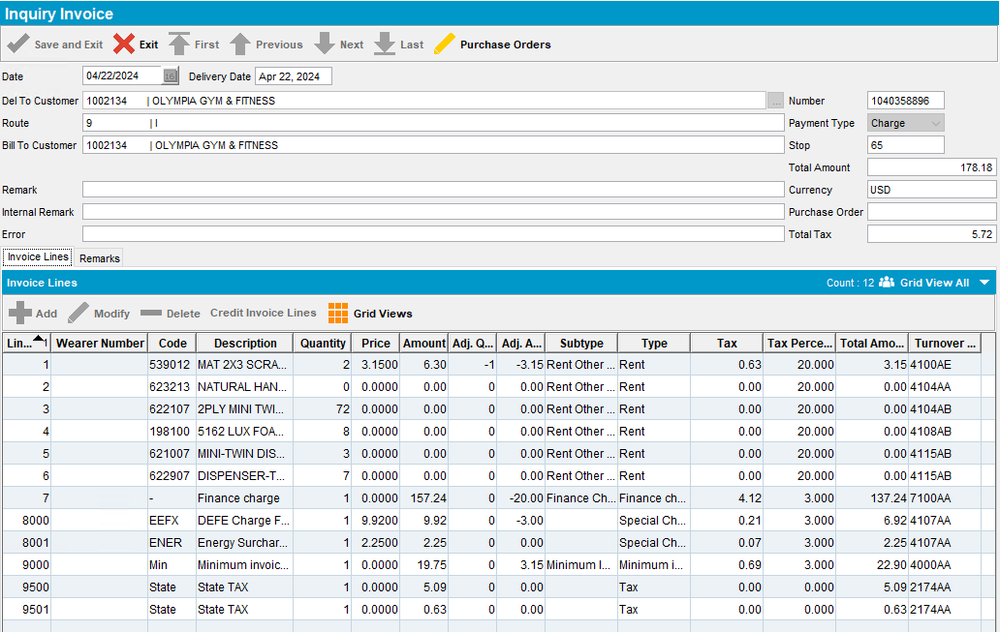 Inquiry Invoice
Save and Exit Exit First Previous Next Last Purchase Orders
Date 04/22/2024 16 Delivery Date Apr 22, 2024
Del To Customer 1002134 | OLYMPIA GYM & FITNESS ... Number 1040358896
Route 9 | I Payment Type Charge
Bill To Customer 1002134 | OLYMPIA GYM & FITNESS Stop 65
Total Amount 178.18
Remark Currency USD
Internal Remark Purchase Order
Error Total Tax 5.72
Invoice Lines Remarks
Invoice Lines Count : 12 Grid View All
Add Modify Delete Credit Invoice Lines Grid Views
Lin... 1 Wearer Number Code Description Quantity Price Amount Adj. Q... Adj. A... Subtype Type Tax Tax Perce... Total Amo... Turnover ...
1 539012 MAT 2X3 SCRA... 2 3.1500 6.30 -1 -3.15 Rent Other ... Rent 0.63 20.000 3.15 4100AE
2 623213 NATURAL HAN... 0 0.0000 0.00 0 0.00 Rent Other ... Rent 0.00 20.000 0.00 4104AA
3 622107 2PLY MINI TWI... 72 0.0000 0.00 0 0.00 Rent Other ... Rent 0.00 20.000 0.00 4104AB
4 198100 5162 LUX FOA... 8 0.0000 0.00 0 0.00 Rent Other ... Rent 0.00 20.000 0.00 4108AB
5 621007 MINI-TWIN DIS... 3 0.0000 0.00 0 0.00 Rent Other ... Rent 0.00 20.000 0.00 4115AB
6 622907 DISPENSER-T... 7 0.0000 0.00 0 0.00 Rent Other ... Rent 0.00 20.000 0.00 4115AB
7 - Finance charge 1 0.0000 157.24 0 -20.00 Finance Ch... Finance ch... 4.12 3.000 137.24 7100AA
8000 EEFX DEFE Charge F... 1 9.9200 9.92 0 -3.00 Special Ch... 0.21 3.000 6.92 4107AA
8001 ENER Energy Surchar... 1 2.2500 2.25 0 0.00 Special Ch... 0.07 3.000 2.25 4107AA
9000 Min Minimum invoic... 1 0.0000 19.75 0 3.15 Minimum I... Minimum i... 0.69 3.000 22.90 4000AA
9500 State State TAX 1 0.0000 5.09 0 0.00 Tax 0.00 0.000 5.09 2174AA
9501 State State TAX 1 0.0000 0.63 0 0.00 Tax 0.00 0.000 0.63 2174AA